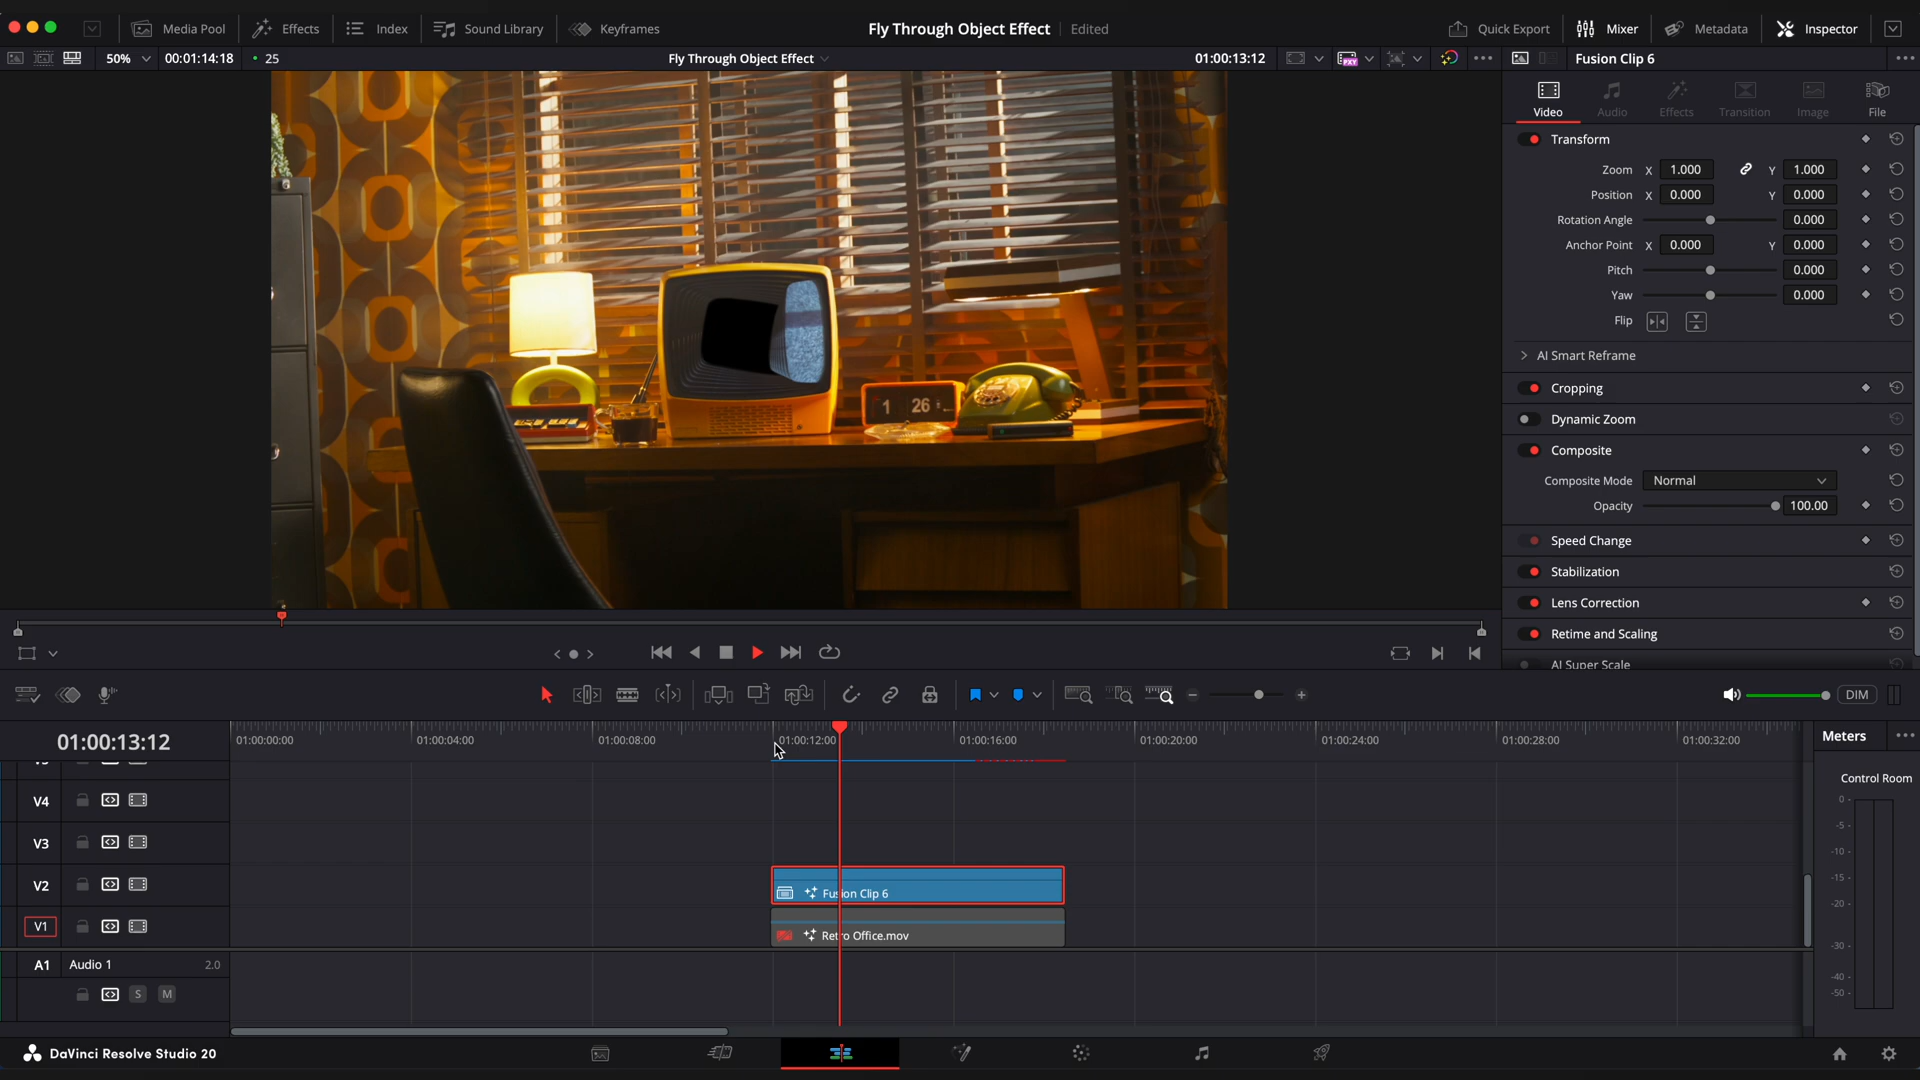 Media Pool
Effects
Index
Sound Library
Keyframes
Fly Through Object Effect
Edited
Quick Export
Mixer
Metadata
Inspector
50%
00:01:14:18
25
Fly Through Object Effect
01:00:13:12
PXY
Fusion Clip 6
Video
Audio
Effects
Transition
Image
File
Transform
Zoom X 1.000 Y 1.000
Position X 0.000 Y 0.000
Rotation Angle 0.000
Anchor Point X 0.000 Y 0.000
Pitch 0.000
Yaw 0.000
Flip
AI Smart Reframe
Cropping
Dynamic Zoom
Composite
Composite Mode Normal
Opacity 100.00
Speed Change
Stabilization
Lens Correction
Retime and Scaling
AI Super Scale
1 26
DIM
01:00:13:12
01:00:00:00
01:00:04:00
01:00:08:00
01:00:12:00
01:00:16:00
01:00:20:00
01:00:24:00
01:00:28:00
01:00:32:00
Meters
Control Room
0
-5
-10
-15
-20
-30
-40
-50
V4
V3
V2
Fusion Clip 6
V1
Retro Office.mov
A1 Audio 1 2.0
S M
DaVinci Resolve Studio 20